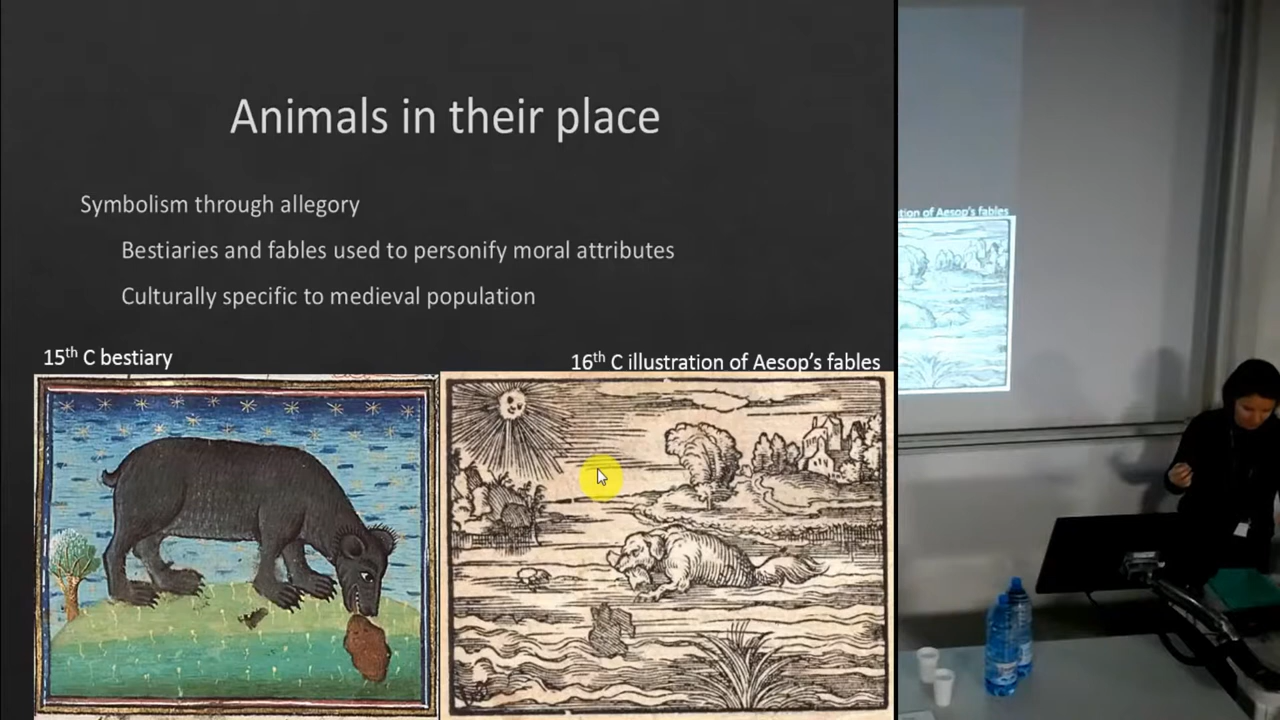 Animals in their place
Symbolism through allegory
Bestiaries and fables used to personify moral attributes
Culturally specific to medieval population
15th C bestiary
16th C illustration of Aesop's fables
tion of Aesop's fables